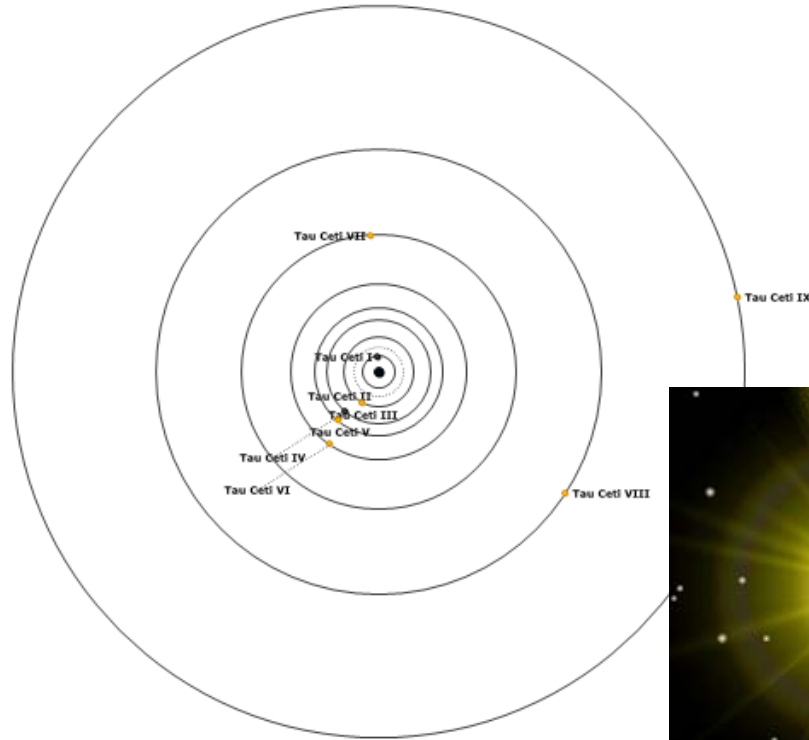 Tau Ceti VII
Tau Ceti IX
Tau Ceti I
Tau Ceti II
Tau Ceti III
Tau Ceti V
Tau Ceti IV
Tau Ceti VI
Tau Ceti VIII